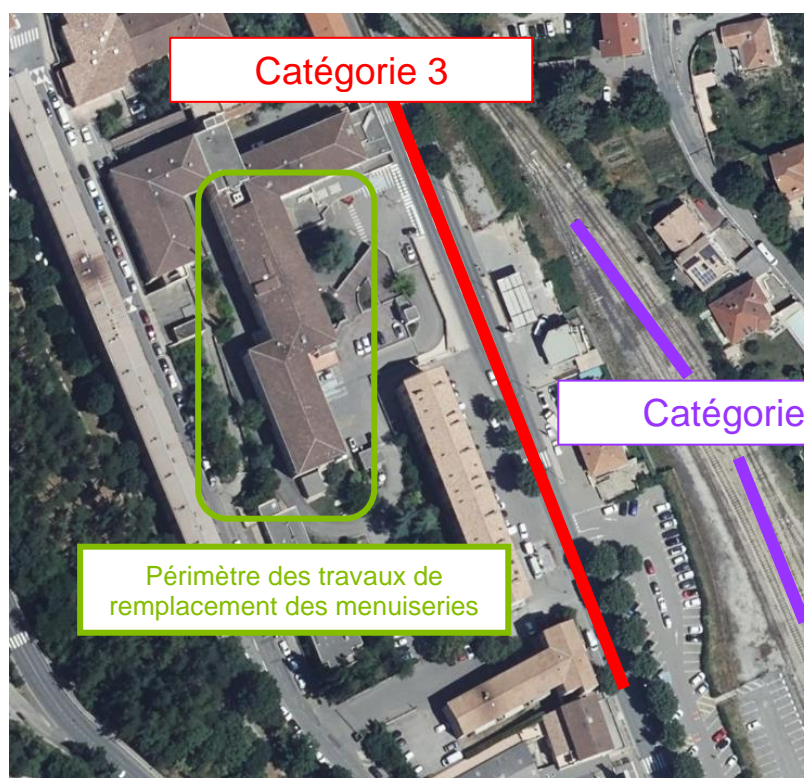 Catégorie 3
Catégorie
Périmètre des travaux de
remplacement des menuiseries